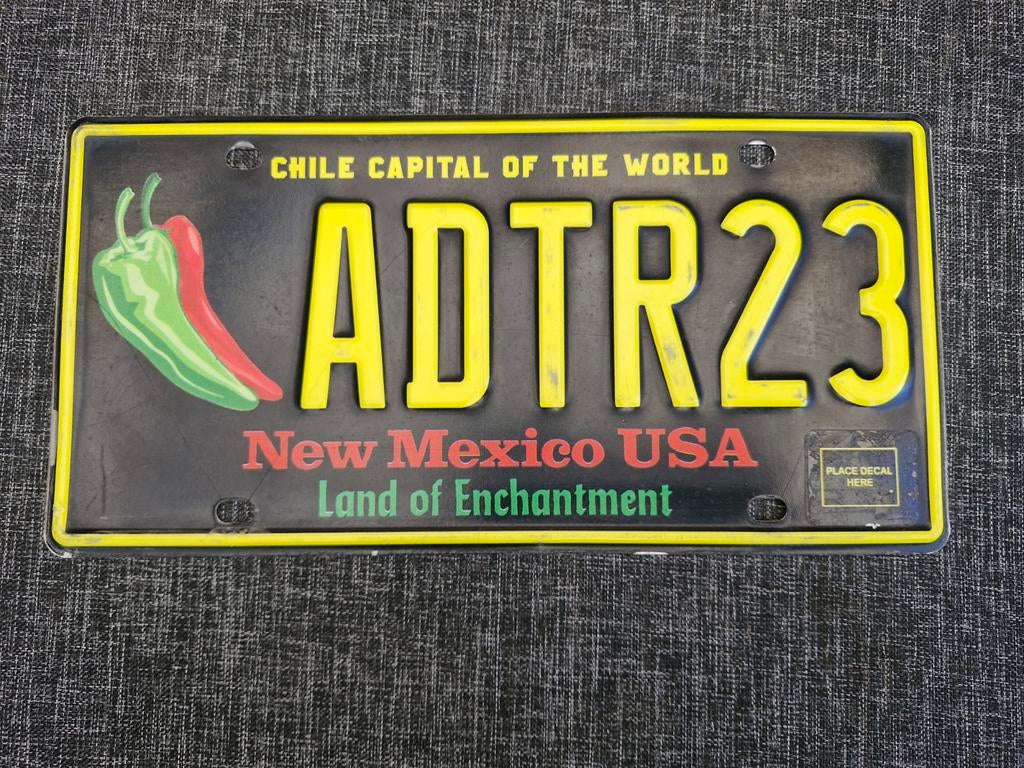 CHILE CAPITAL OF THE WORLD
ADTR23
New Mexico USA
Land of Enchantment
PLACE DECAL
HERE